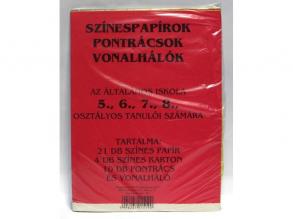 SZÍNESPAPÍROK
PONTRÁCSOK
VONALHÁLÓK
AZ ÁLTALÁNOS ISKOLA
5., 6., 7., 8.,
OSZTÁLYOS TANULÓI SZÁMÁRA
TARTALMA:
21 DB SZÍNES PAPÍR
4 DB SZÍNES KARTON
16 DB PONTRÁCS
ÉS VONALHÁLÓ